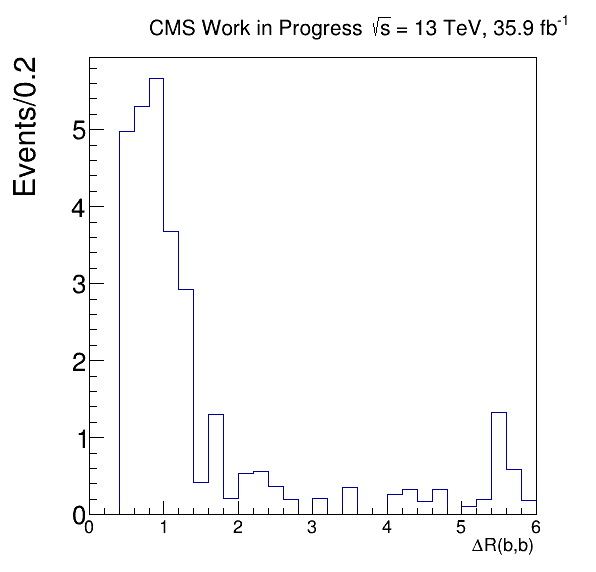 CMS Work in Progress √s = 13 TeV, 35.9 fb⁻¹
Events/0.2
5
4
3
2
1
0
0 1 2 3 4 5 6
ΔR(b,b)